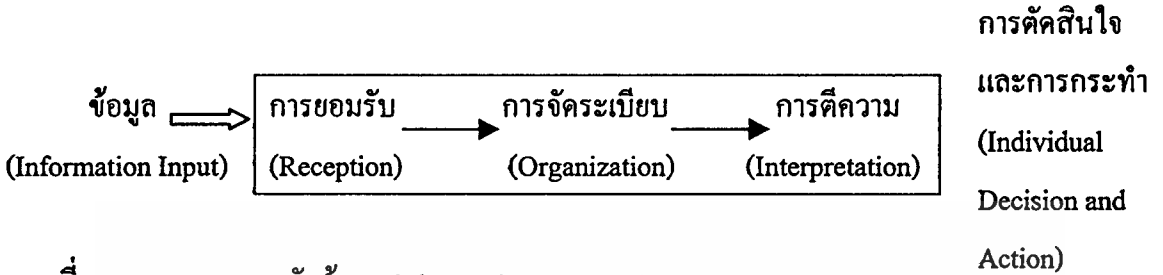 ข้อมูล
(Information Input)
การยอมรับ
(Reception)
การจัดระเบียบ
(Organization)
การตีความ
(Interpretation)
การตัดสินใจ
และการกระทำ
(Individual
Decision and
Action)